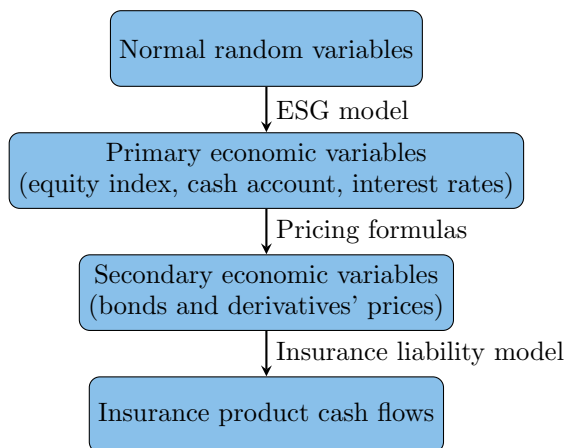 Normal random variables
ESG model
Primary economic variables
(equity index, cash account, interest rates)
Pricing formulas
Secondary economic variables
(bonds and derivatives’ prices)
Insurance liability model
Insurance product cash flows